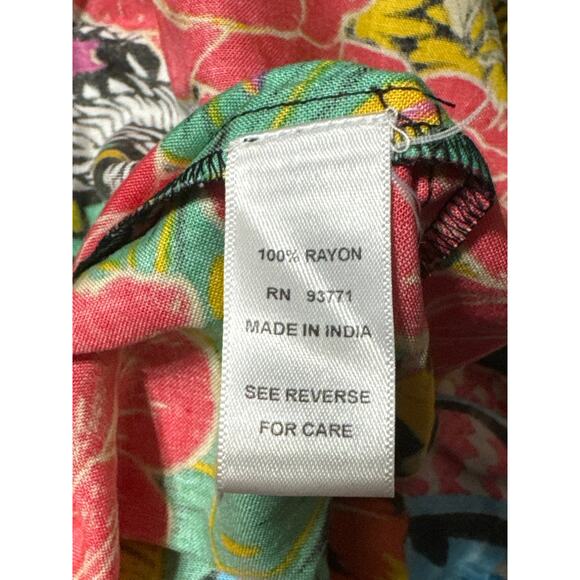 100% RAYON
RN 93771
MADE IN INDIA
SEE REVERSE
FOR CARE